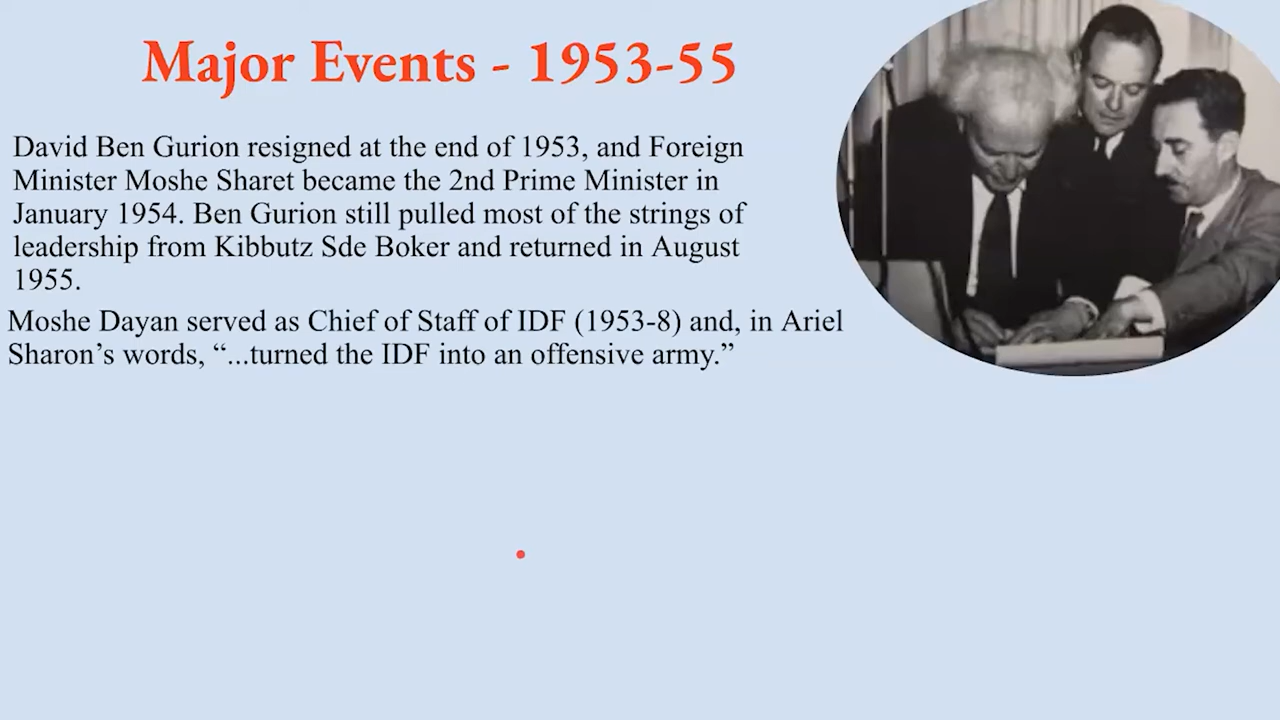 Major Events - 1953-55
David Ben Gurion resigned at the end of 1953, and Foreign
Minister Moshe Sharet became the 2nd Prime Minister in
January 1954. Ben Gurion still pulled most of the strings of
leadership from Kibbutz Sde Boker and returned in August
1955.
Moshe Dayan served as Chief of Staff of IDF (1953-8) and, in Ariel
Sharon’s words, “...turned the IDF into an offensive army.”